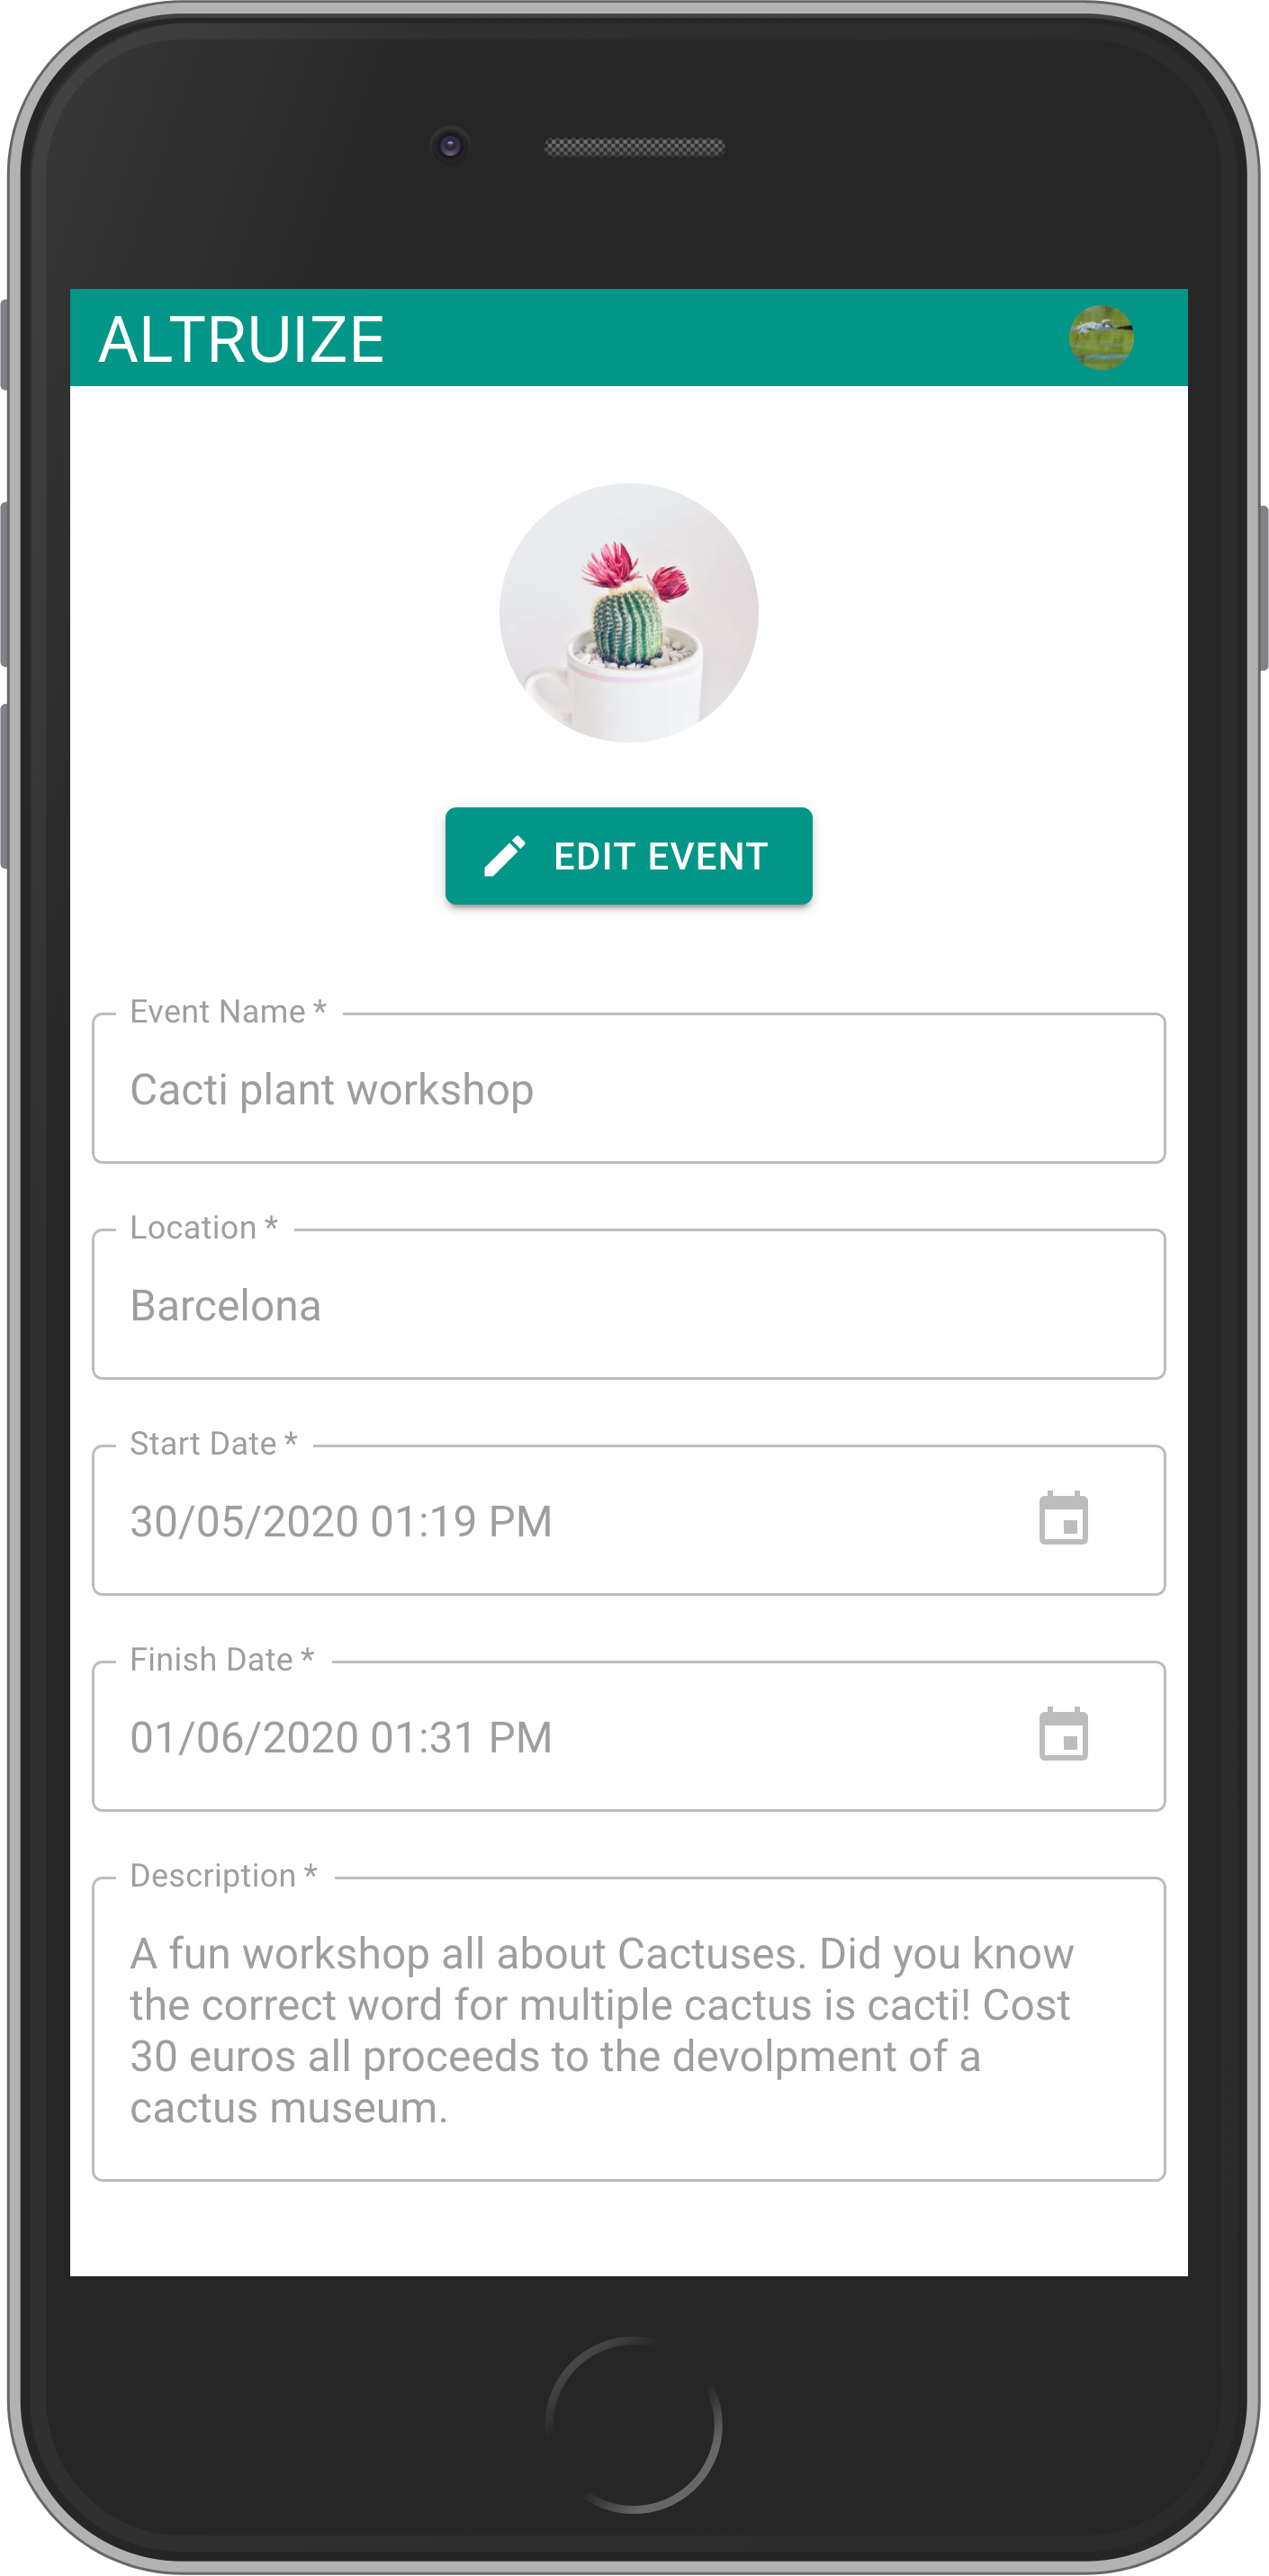 ALTRUIZE
EDIT EVENT
Event Name *
Cacti plant workshop
Location *
Barcelona
Start Date *
30/05/2020 01:19 PM
Finish Date *
01/06/2020 01:31 PM
Description *
A fun workshop all about Cactuses. Did you know
the correct word for multiple cactus is cacti! Cost
30 euros all proceeds to the devolpment of a
cactus museum.